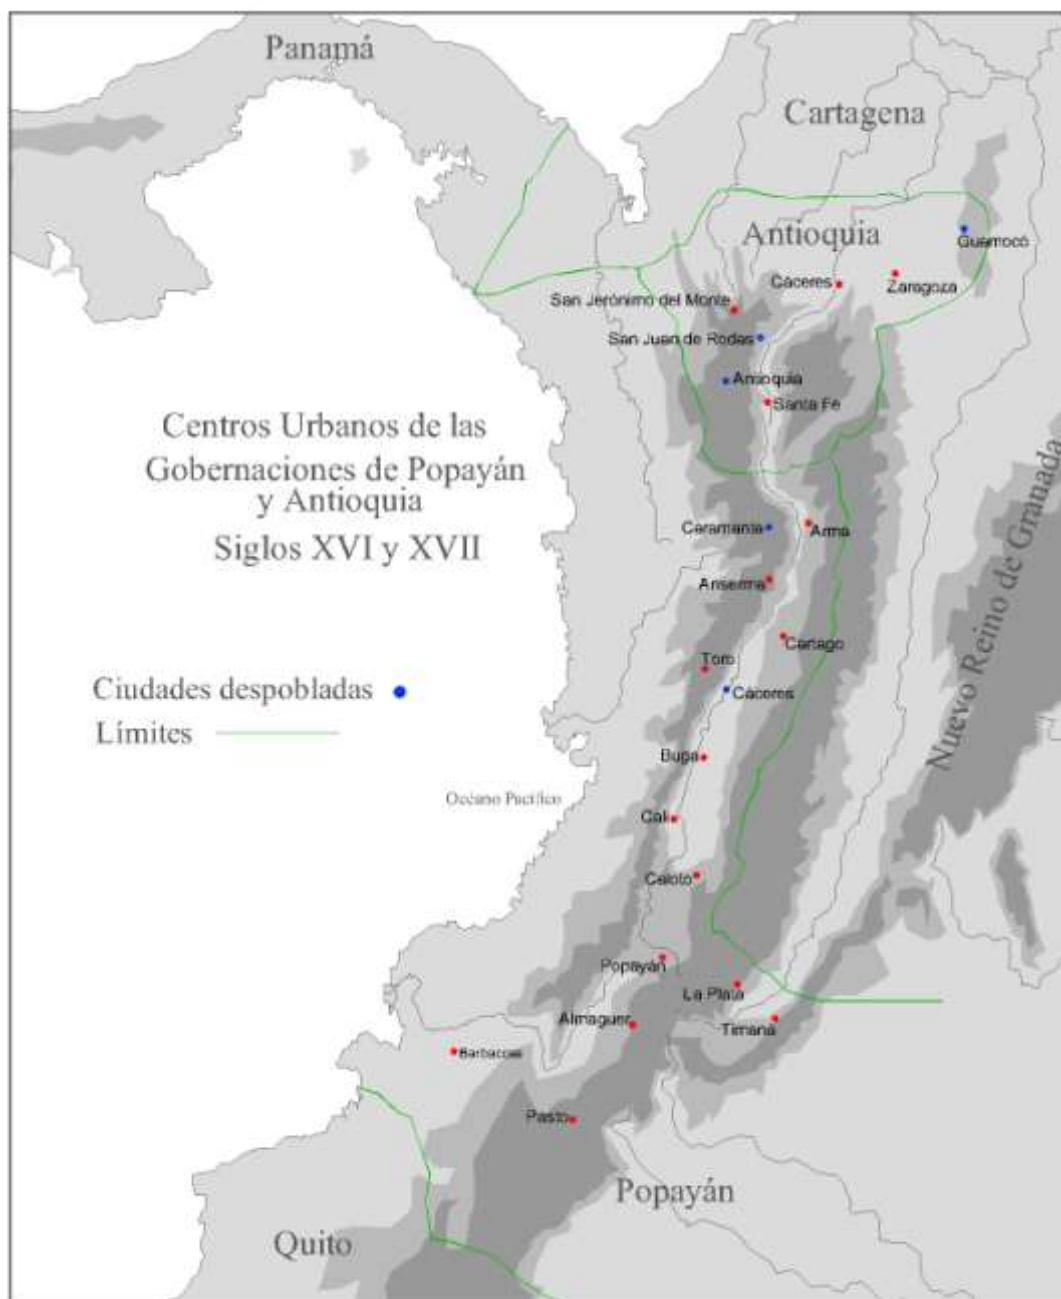 Panamá
Cartagena
Antioquia
Guamocó
Cáceres
Zaragoza
San Jerónimo del Monte
San Juan de Rodas
Antioquia
Santa Fé
Centros Urbanos de las
Gobernaciones de Popayán
y Antioquia
Siglos XVI y XVII
Caramanta
Arma
Nuevo Reino de Granada
Anserma
Cartago
Toro
Ciudades despobladas
Cáceres
Límites
Buga
Océano Pacífico
Cali
Caloto
Popayán
La Plata
Almaguer
Timaná
Barbacoas
Pasto
Popayán
Quito